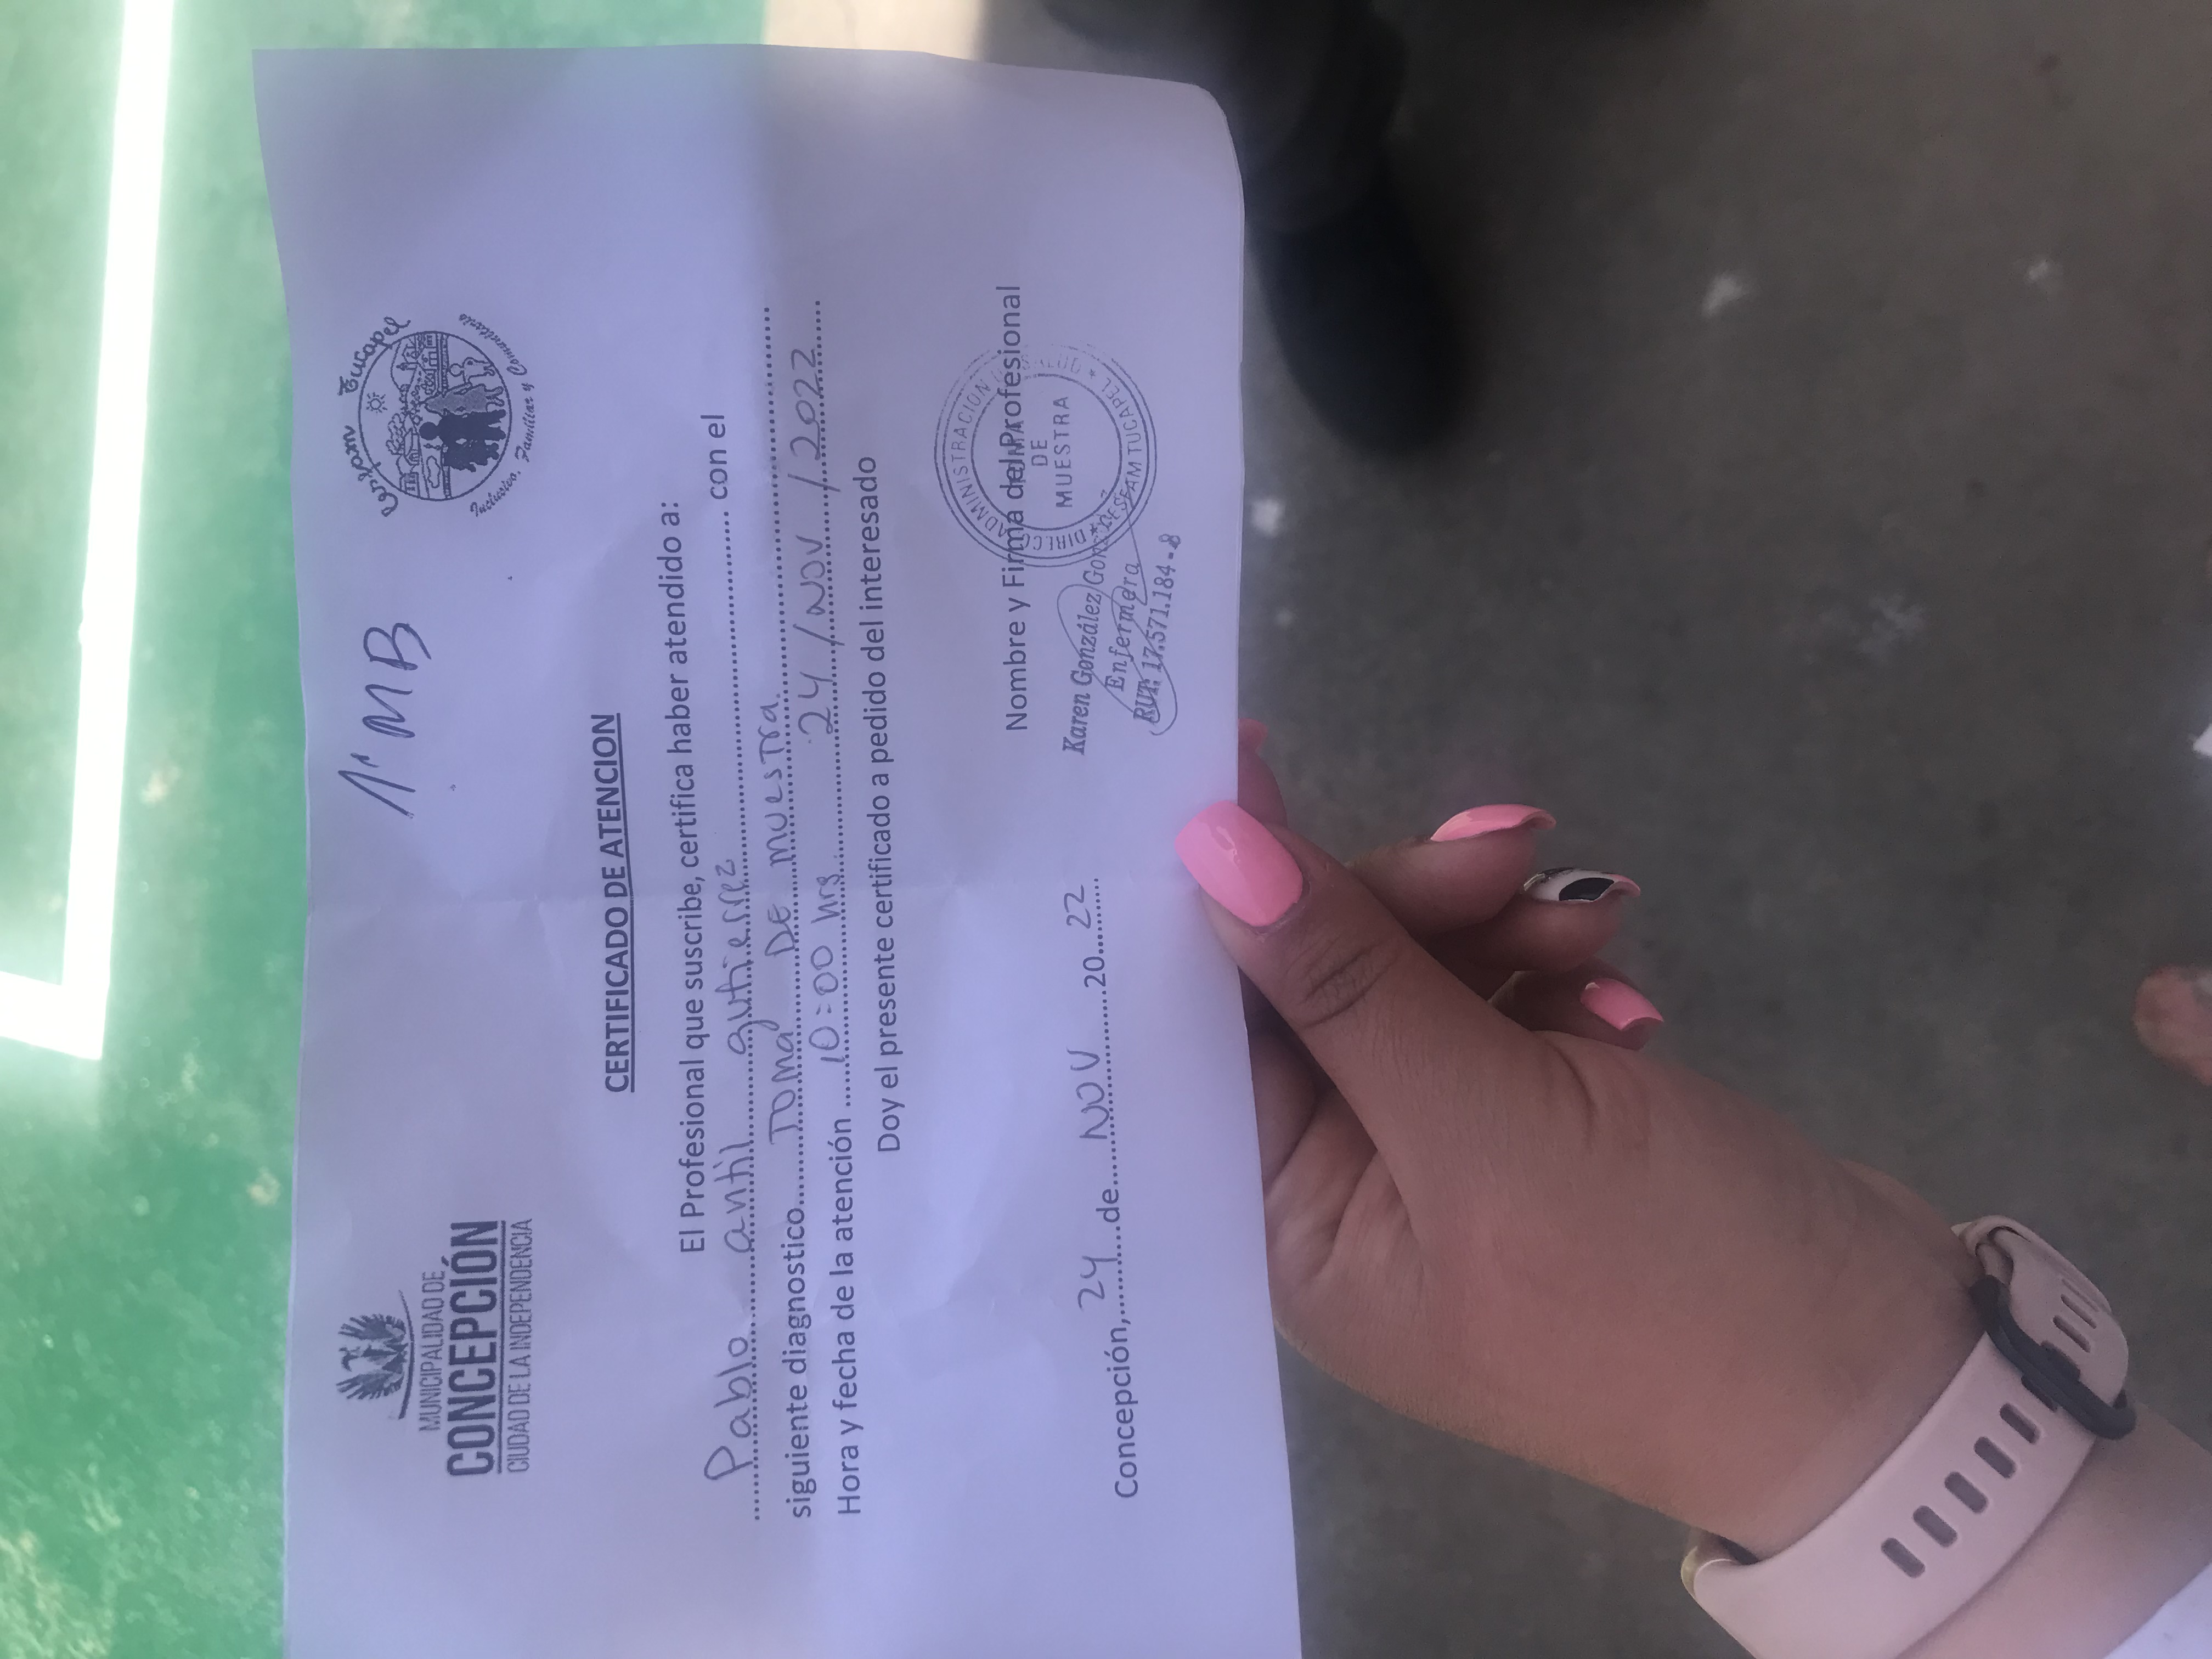 MUNICIPALIDAD DE
CONCEPCIÓN
CIUDAD DE LA INDEPENDENCIA
1° MB
Cesfam Tucapel
Inclusivo, Familiar y Comunitario
CERTIFICADO DE ATENCION
El Profesional que suscribe, certifica haber atendido a:
Pablo antil gutierrez con el
siguiente diagnostico Toma De muestra.
Hora y fecha de la atención 10:00 hrs 24/NOV/2022
Doy el presente certificado a pedido del interesado
Nombre y Firma del Profesional
ADMINISTRACION
DE
MUESTRA
CESFAM TUCAPEL
Karen González
Enfermera
RUT: 17.571.184-8
Concepción, 24 de NOV 20 22